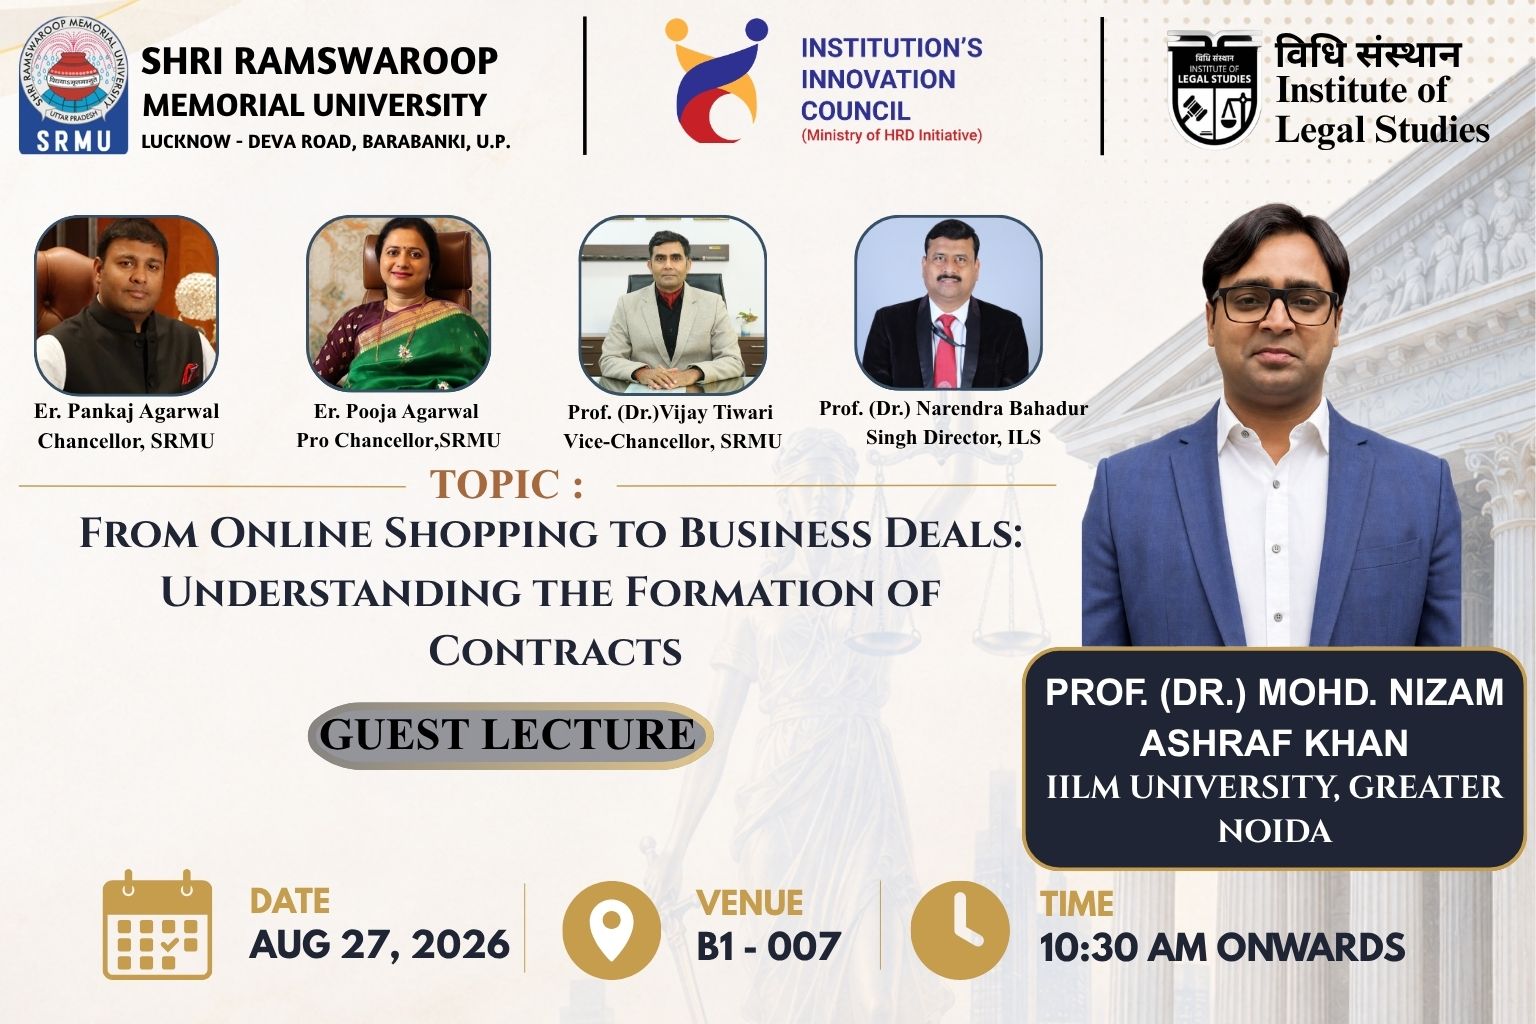 SHRI RAMSWAROOP MEMORIAL UNIVERSITY
UTTAR PRADESH
SRMU
SHRI RAMSWAROOP
MEMORIAL UNIVERSITY
LUCKNOW - DEVA ROAD, BARABANKI, U.P.
INSTITUTION'S
INNOVATION
COUNCIL
(Ministry of HRD Initiative)
विधि संस्थान
INSTITUTE OF
LEGAL STUDIES
विधि संस्थान
Institute of
Legal Studies
Er. Pankaj Agarwal
Chancellor, SRMU
Er. Pooja Agarwal
Pro Chancellor,SRMU
Prof. (Dr.)Vijay Tiwari
Vice-Chancellor, SRMU
Prof. (Dr.) Narendra Bahadur
Singh Director, ILS
TOPIC :
From Online Shopping to Business Deals:
Understanding the Formation of
Contracts
GUEST LECTURE
PROF. (DR.) MOHD. NIZAM
ASHRAF KHAN
IILM UNIVERSITY, GREATER
NOIDA
DATE
AUG 27, 2026
VENUE
B1 - 007
TIME
10:30 AM ONWARDS